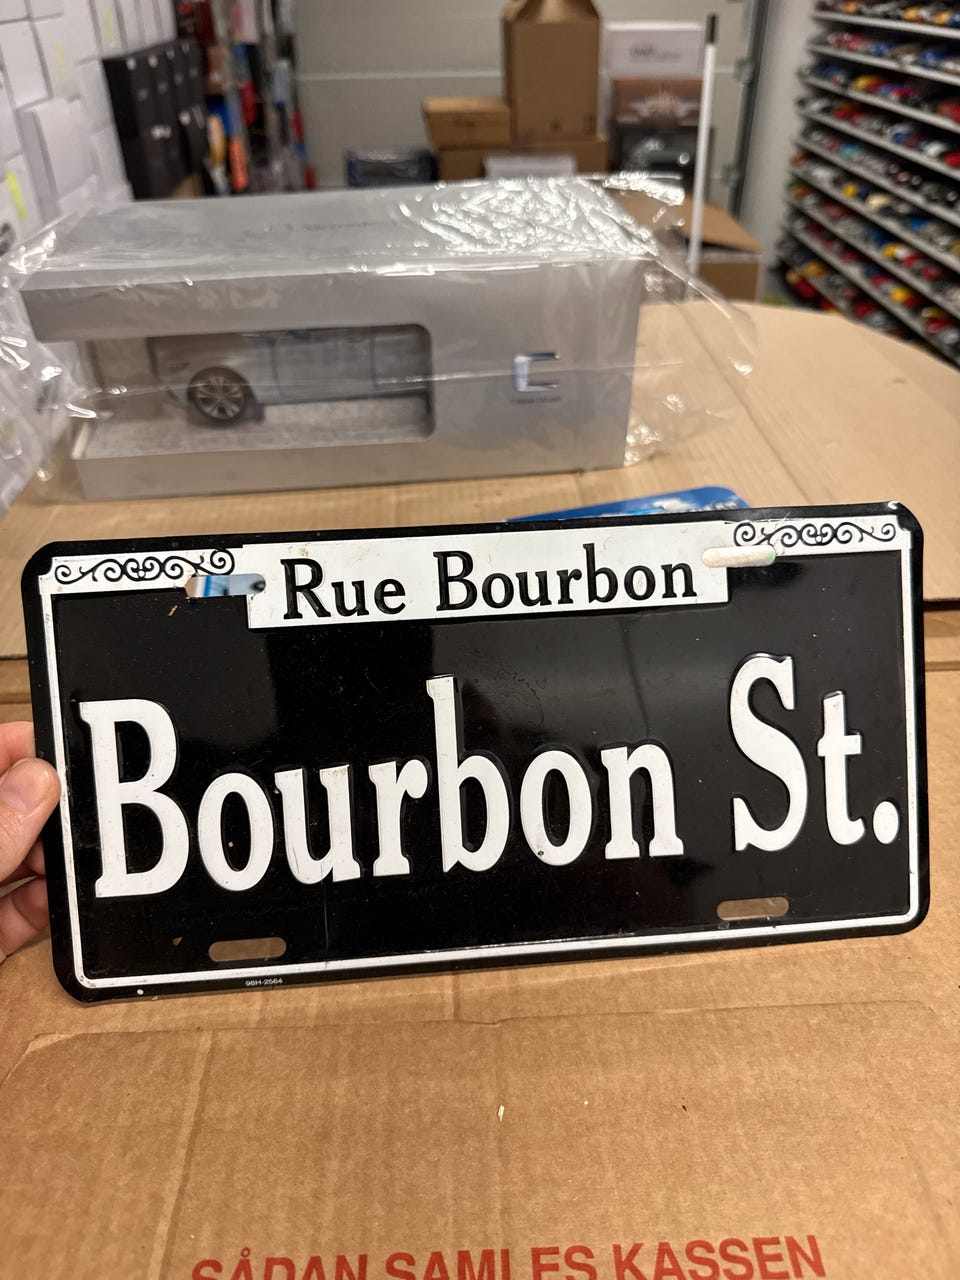 Rue Bourbon
Bourbon St.
98H-2564
SÅDAN SAMLES KASSEN